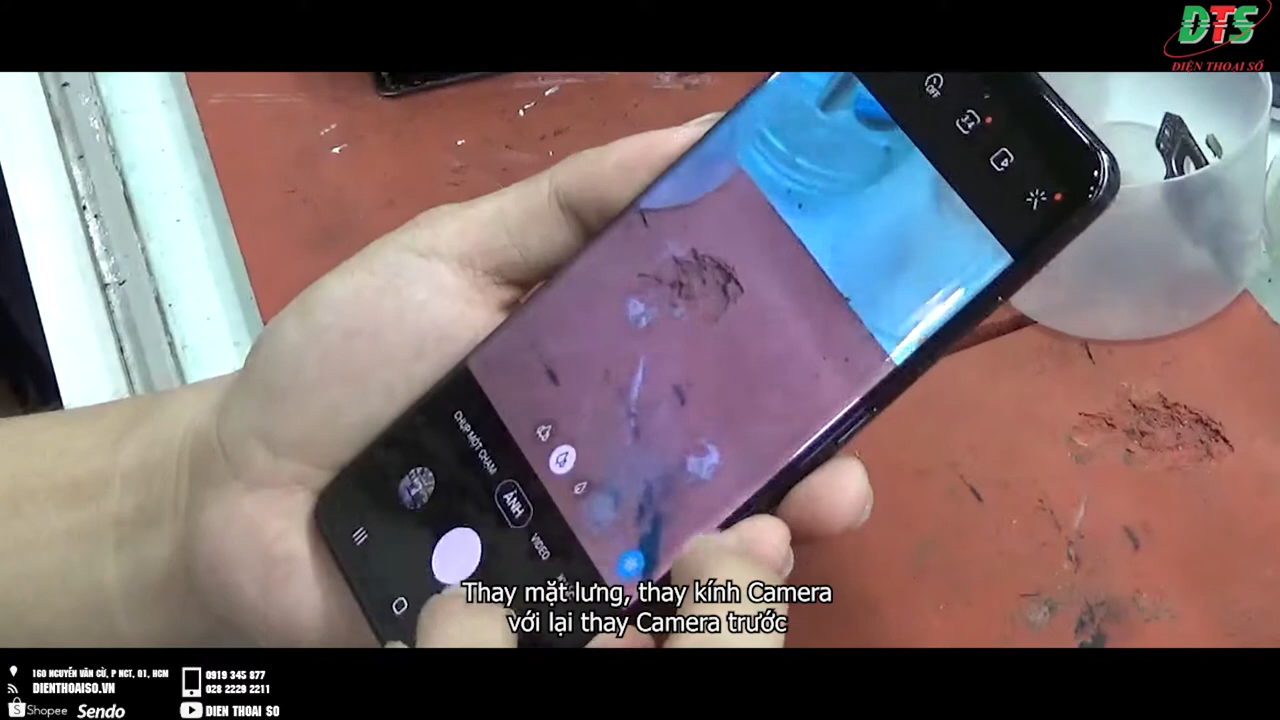 DTS
ĐIỆN THOẠI SỐ
OFF
CHỤP MỘT CHẠM
ẢNH
VIDEO
Thay mặt lưng, thay kính Camera
với lại thay Camera trước
160 NGUYỄN VĂN CỪ, P NCT, Q1, HCM
DIENTHOAISO.VN
Shopee Sendo
0919 345 877
028 2229 2211
DIEN THOAI SO